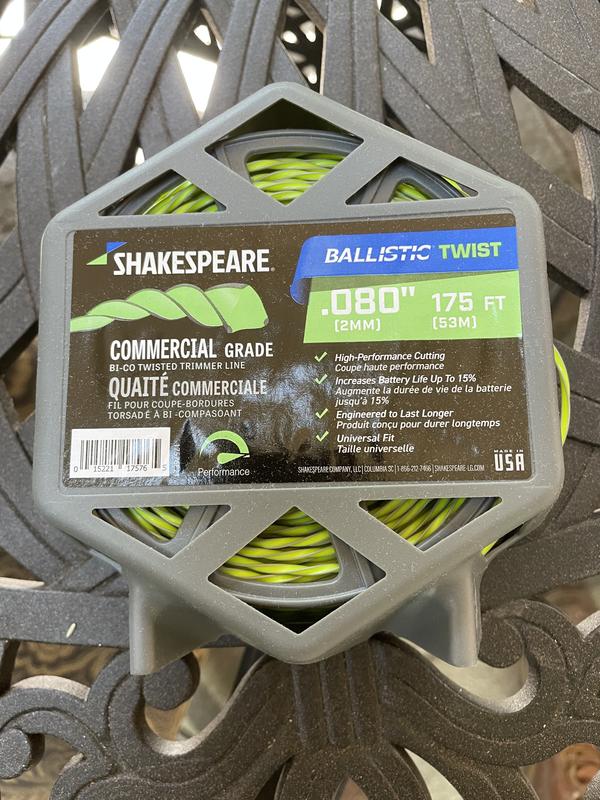 SHAKESPEARE®
BALLISTIC™ TWIST
.080" 175 FT
(2MM) (53M)
COMMERCIAL GRADE
BI-CO TWISTED TRIMMER LINE
QUAITÉ COMMERCIALE
FIL POUR COUPE-BORDURES
TORSADÉ À BI-COMPASOANT
High-Performance Cutting
Coupe haute performance
Increases Battery Life Up To 15%
Augmente la durée de vie de la batterie
jusqu'à 15%
Engineered to Last Longer
Produit conçu pour durer longtemps
Universal Fit
Taille universelle
0 15221 17576 5
Performance
SHAKESPEARE COMPANY, LLC | COLUMBIA SC | 1-866-212-7466 | SHAKESPEARE-LG.COM
MADE IN
USA